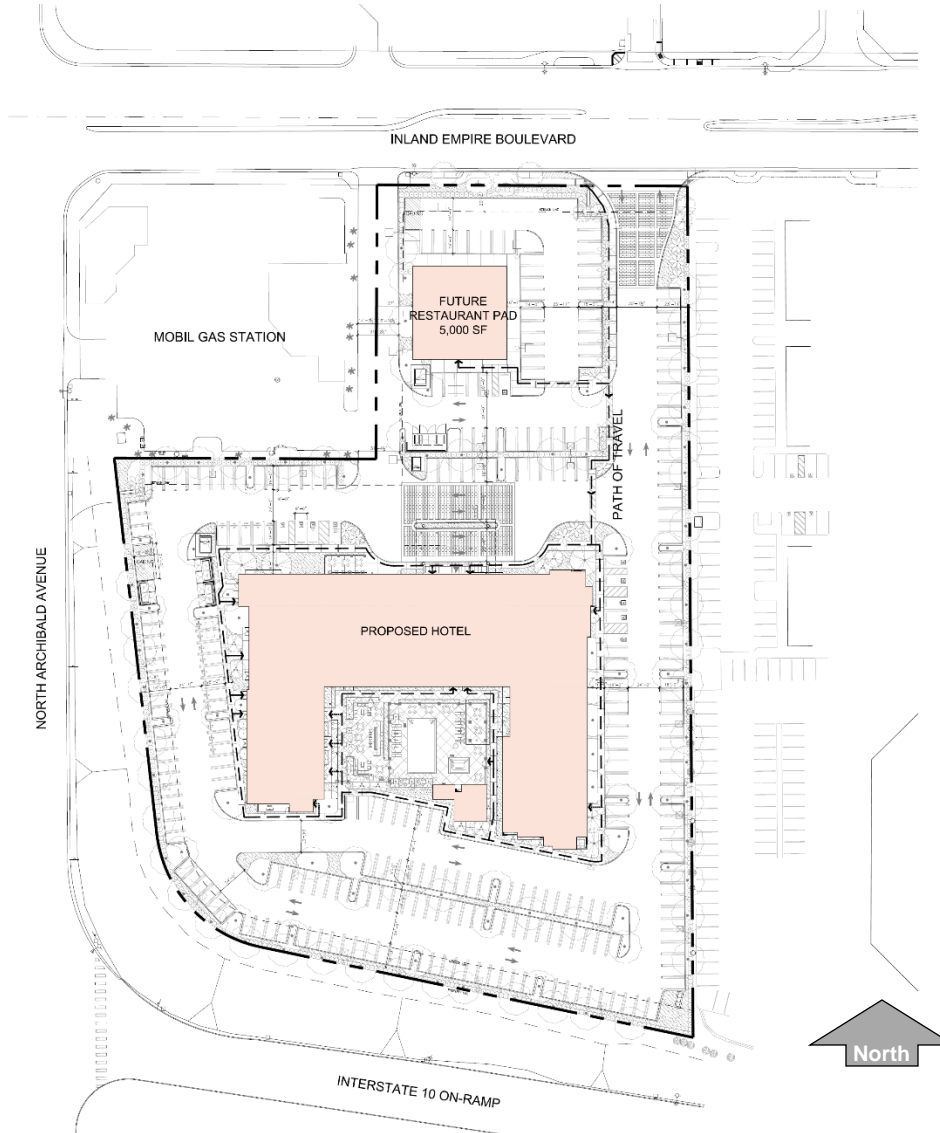 INLAND EMPIRE BOULEVARD
FUTURE
RESTAURANT PAD
5,000 SF
MOBIL GAS STATION
PATH OF TRAVEL
NORTH ARCHIBALD AVENUE
PROPOSED HOTEL
North
INTERSTATE 10 ON-RAMP